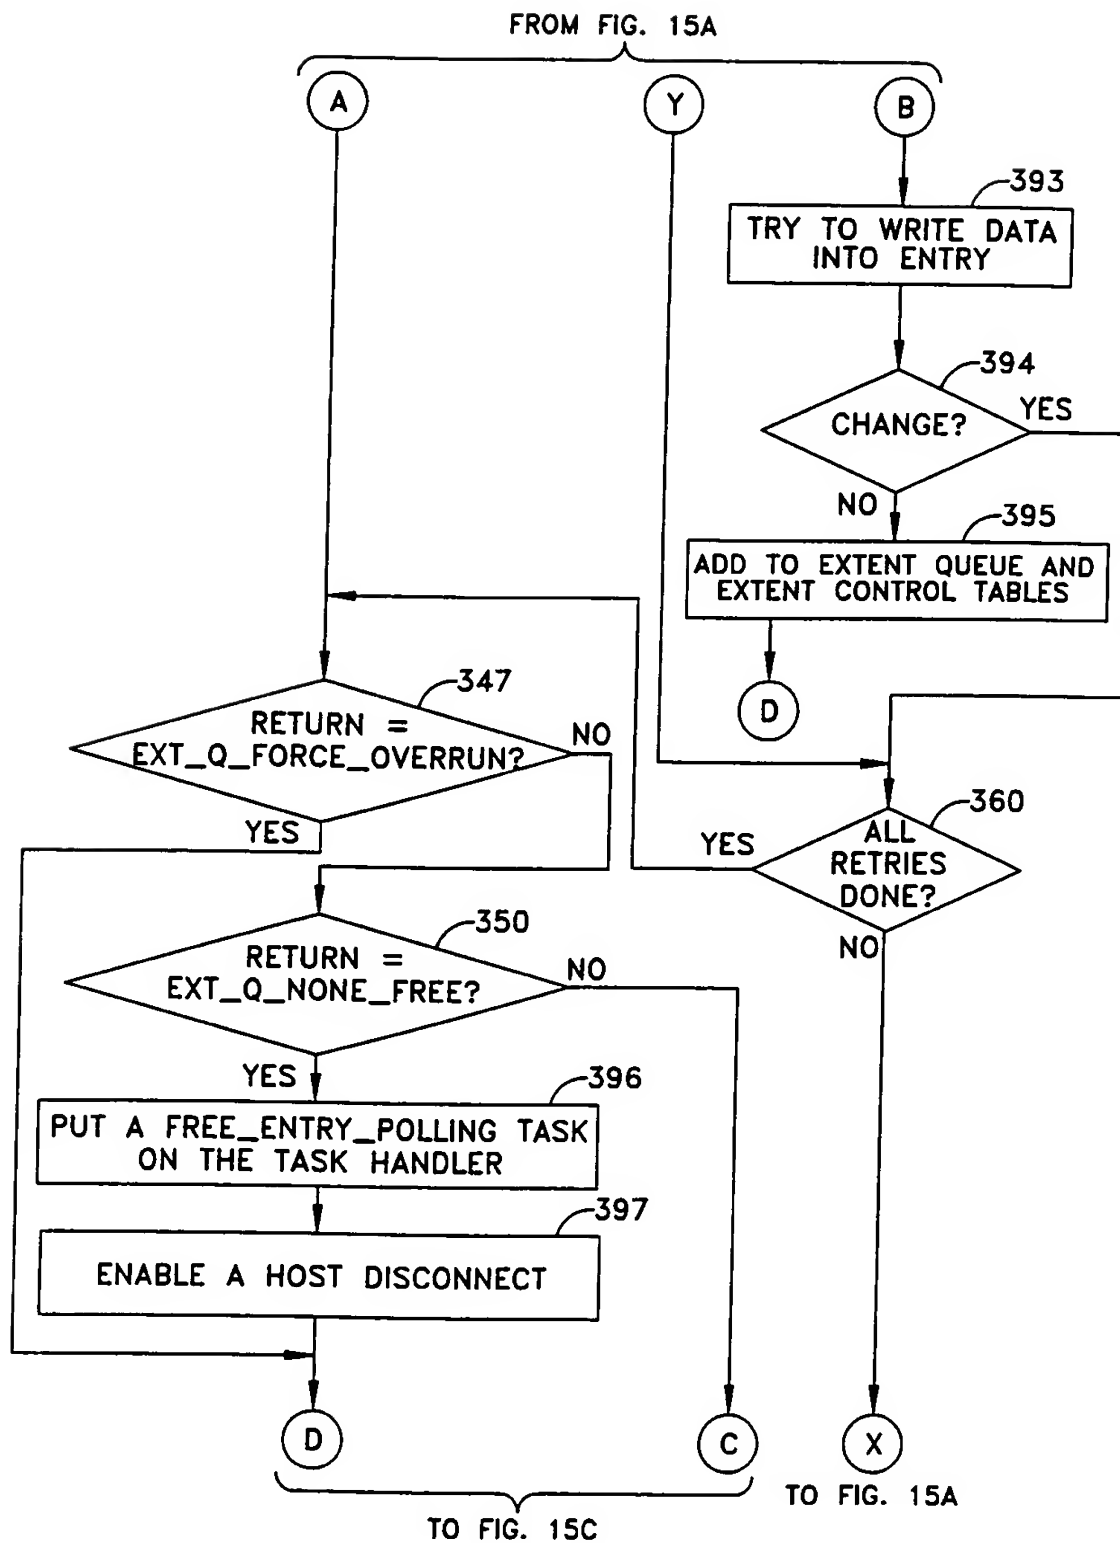 FROM FIG. 15A
A
Y
B
393
TRY TO WRITE DATA
INTO ENTRY
394
CHANGE?
YES
NO
395
ADD TO EXTENT QUEUE AND
EXTENT CONTROL TABLES
D
347
RETURN =
EXT_Q_FORCE_OVERRUN?
NO
YES
360
ALL
RETRIES
DONE?
YES
NO
350
RETURN =
EXT_Q_NONE_FREE?
NO
YES
396
PUT A FREE_ENTRY_POLLING TASK
ON THE TASK HANDLER
397
ENABLE A HOST DISCONNECT
D
C
X
TO FIG. 15A
TO FIG. 15C